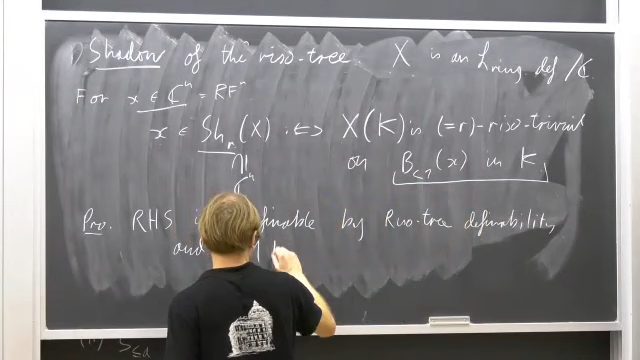 1) Shadow of the riso-tree. X is an L_ring def /ℂ.
For x ∈ ℂ^n = RF^n
x ∈ Sh_r(X) :⇔ X(K) is (=r)-riso-trivial
⊆ on B_{<1}(x) in K
ℂ^n
Pro. RHS is definable by Riso-tree definability,
and